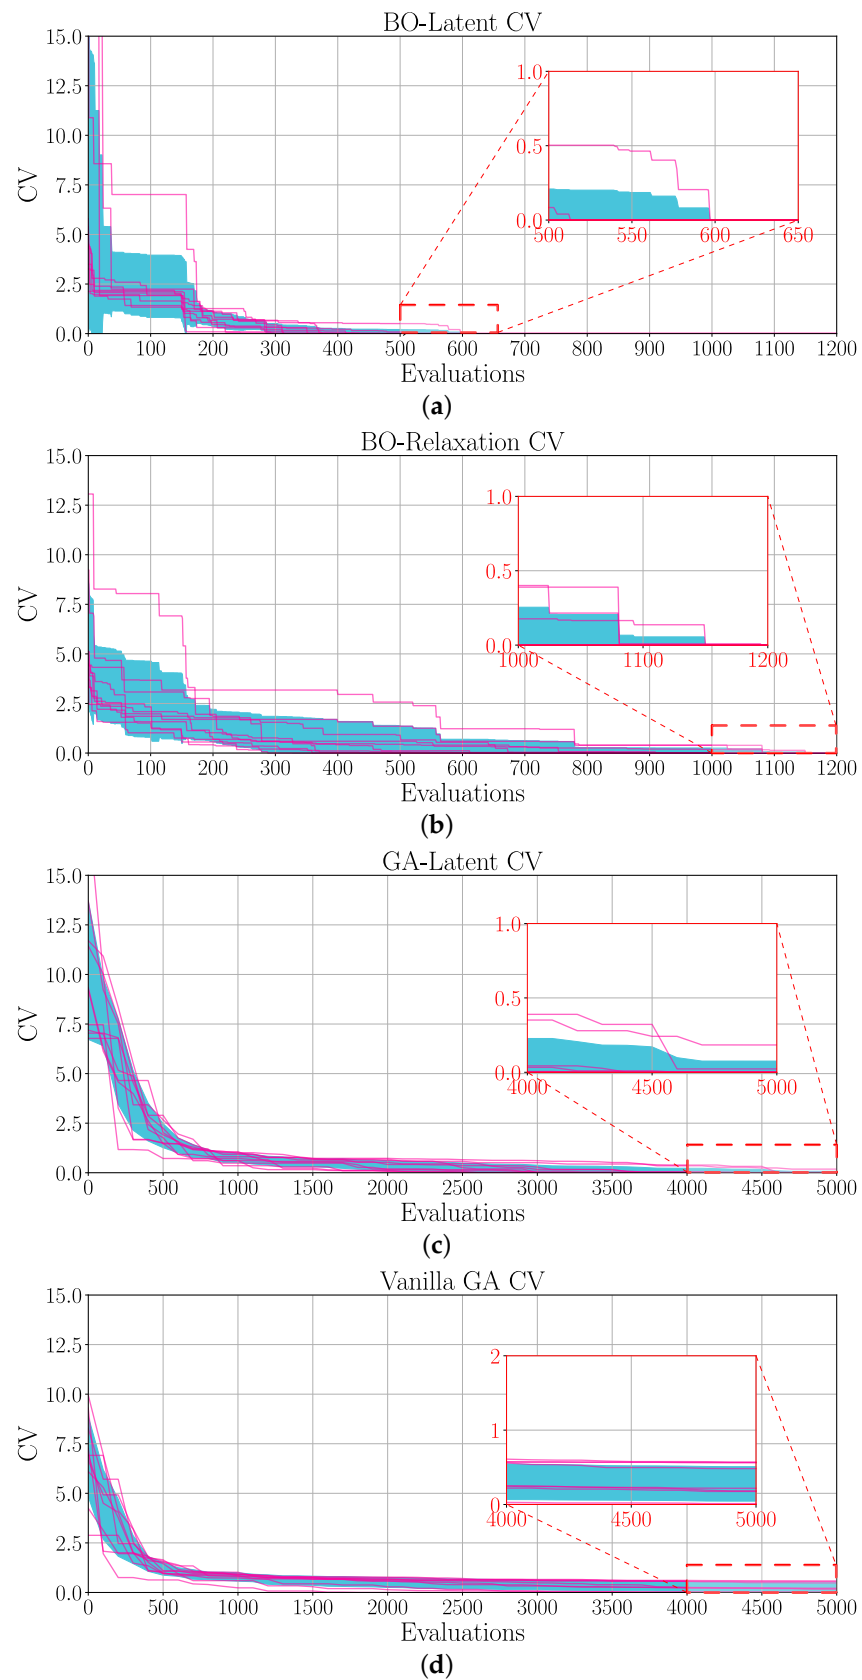 BO-Latent CV
15.0
12.5
10.0
7.5
5.0
2.5
0.0
CV
1.0
0.5
0.0
500 550 600 650
0 100 200 300 400 500 600 700 800 900 1000 1100 1200
Evaluations
(a)
BO-Relaxation CV
15.0
12.5
10.0
7.5
5.0
2.5
0.0
CV
1.0
0.5
0.0
1000 1100 1200
0 100 200 300 400 500 600 700 800 900 1000 1100 1200
Evaluations
(b)
GA-Latent CV
15.0
12.5
10.0
7.5
5.0
2.5
0.0
CV
1.0
0.5
0.0
4000 4500 5000
0 500 1000 1500 2000 2500 3000 3500 4000 4500 5000
Evaluations
(c)
Vanilla GA CV
15.0
12.5
10.0
7.5
5.0
2.5
0.0
CV
2
1
0
4000 4500 5000
0 500 1000 1500 2000 2500 3000 3500 4000 4500 5000
Evaluations
(d)